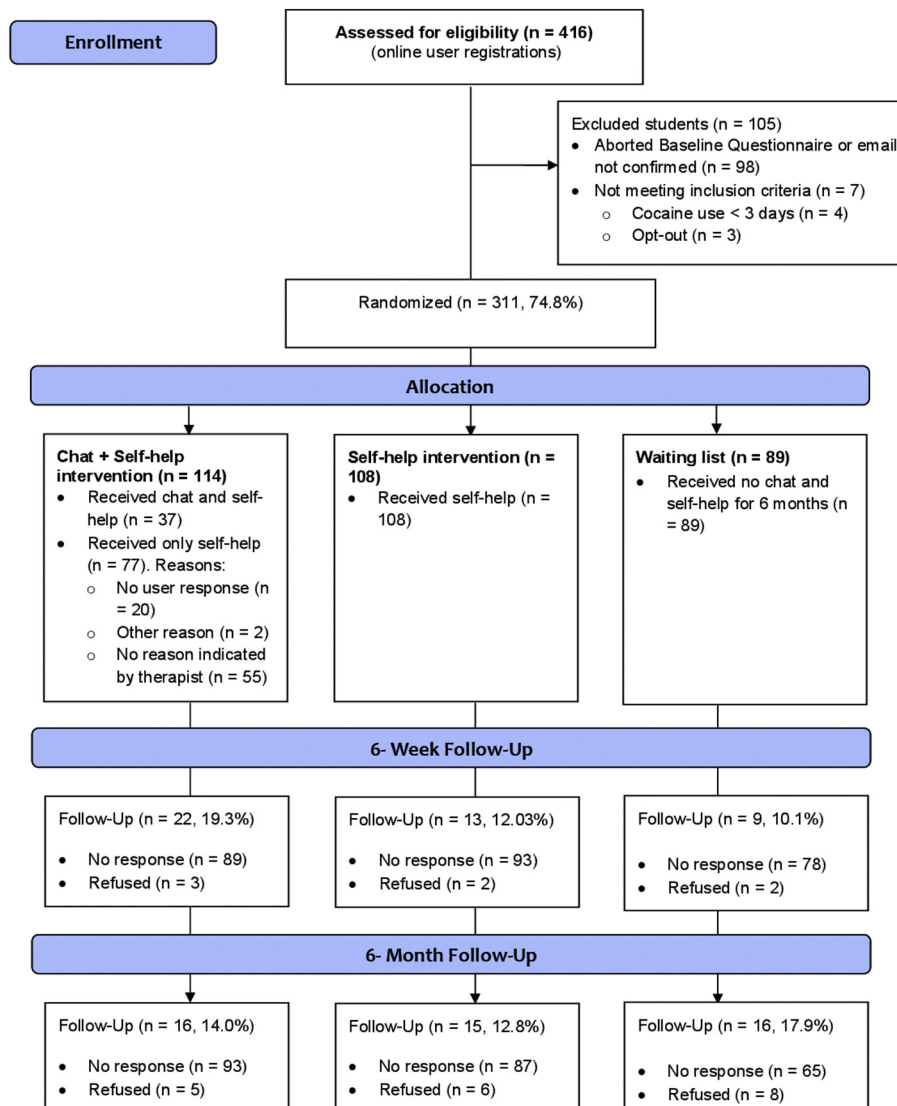 Enrollment
Assessed for eligibility (n = 416)
(online user registrations)
Excluded students (n = 105)
• Aborted Baseline Questionnaire or email
not confirmed (n = 98)
• Not meeting inclusion criteria (n = 7)
o Cocaine use < 3 days (n = 4)
o Opt-out (n = 3)
Randomized (n = 311, 74.8%)
Allocation
Chat + Self-help
intervention (n = 114)
• Received chat and self-
help (n = 37)
• Received only self-help
(n = 77). Reasons:
o No user response (n
= 20)
o Other reason (n = 2)
o No reason indicated
by therapist (n = 55)
Self-help intervention (n =
108)
• Received self-help (n =
108)
Waiting list (n = 89)
• Received no chat and
self-help for 6 months (n
= 89)
6- Week Follow-Up
Follow-Up (n = 22, 19.3%)
• No response (n = 89)
• Refused (n = 3)
Follow-Up (n = 13, 12.03%)
• No response (n = 93)
• Refused (n = 2)
Follow-Up (n = 9, 10.1%)
• No response (n = 78)
• Refused (n = 2)
6- Month Follow-Up
Follow-Up (n = 16, 14.0%)
• No response (n = 93)
• Refused (n = 5)
Follow-Up (n = 15, 12.8%)
• No response (n = 87)
• Refused (n = 6)
Follow-Up (n = 16, 17.9%)
• No response (n = 65)
• Refused (n = 8)